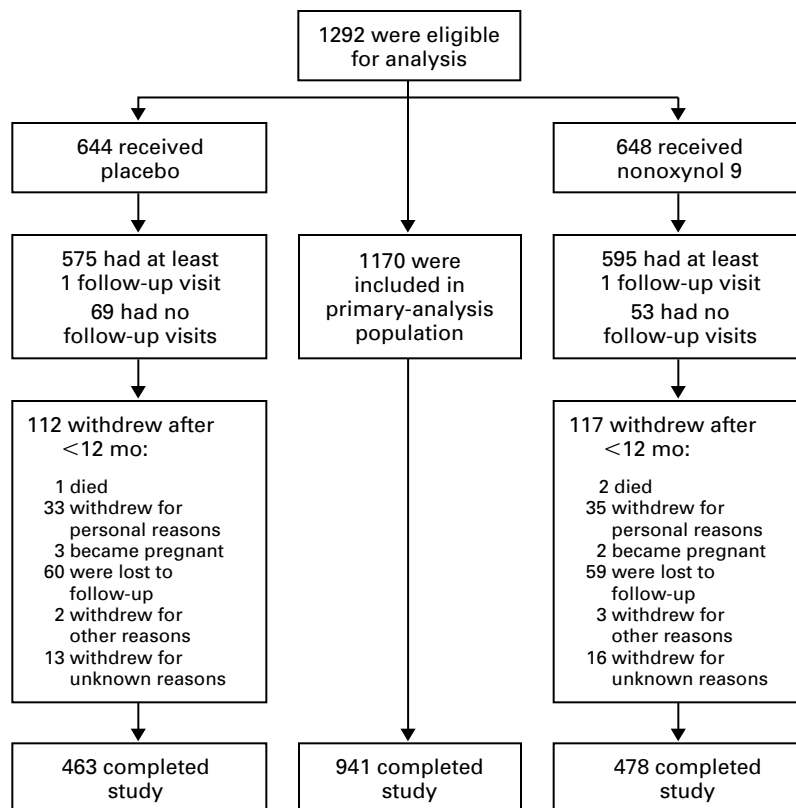 1292 were eligible
for analysis
644 received
placebo
648 received
nonoxynol 9
575 had at least
1 follow-up visit
69 had no
follow-up visits
1170 were
included in
primary-analysis
population
595 had at least
1 follow-up visit
53 had no
follow-up visits
112 withdrew after
<12 mo:
1 died
33 withdrew for
personal reasons
3 became pregnant
60 were lost to
follow-up
2 withdrew for
other reasons
13 withdrew for
unknown reasons
117 withdrew after
<12 mo:
2 died
35 withdrew for
personal reasons
2 became pregnant
59 were lost to
follow-up
3 withdrew for
other reasons
16 withdrew for
unknown reasons
463 completed
study
941 completed
study
478 completed
study